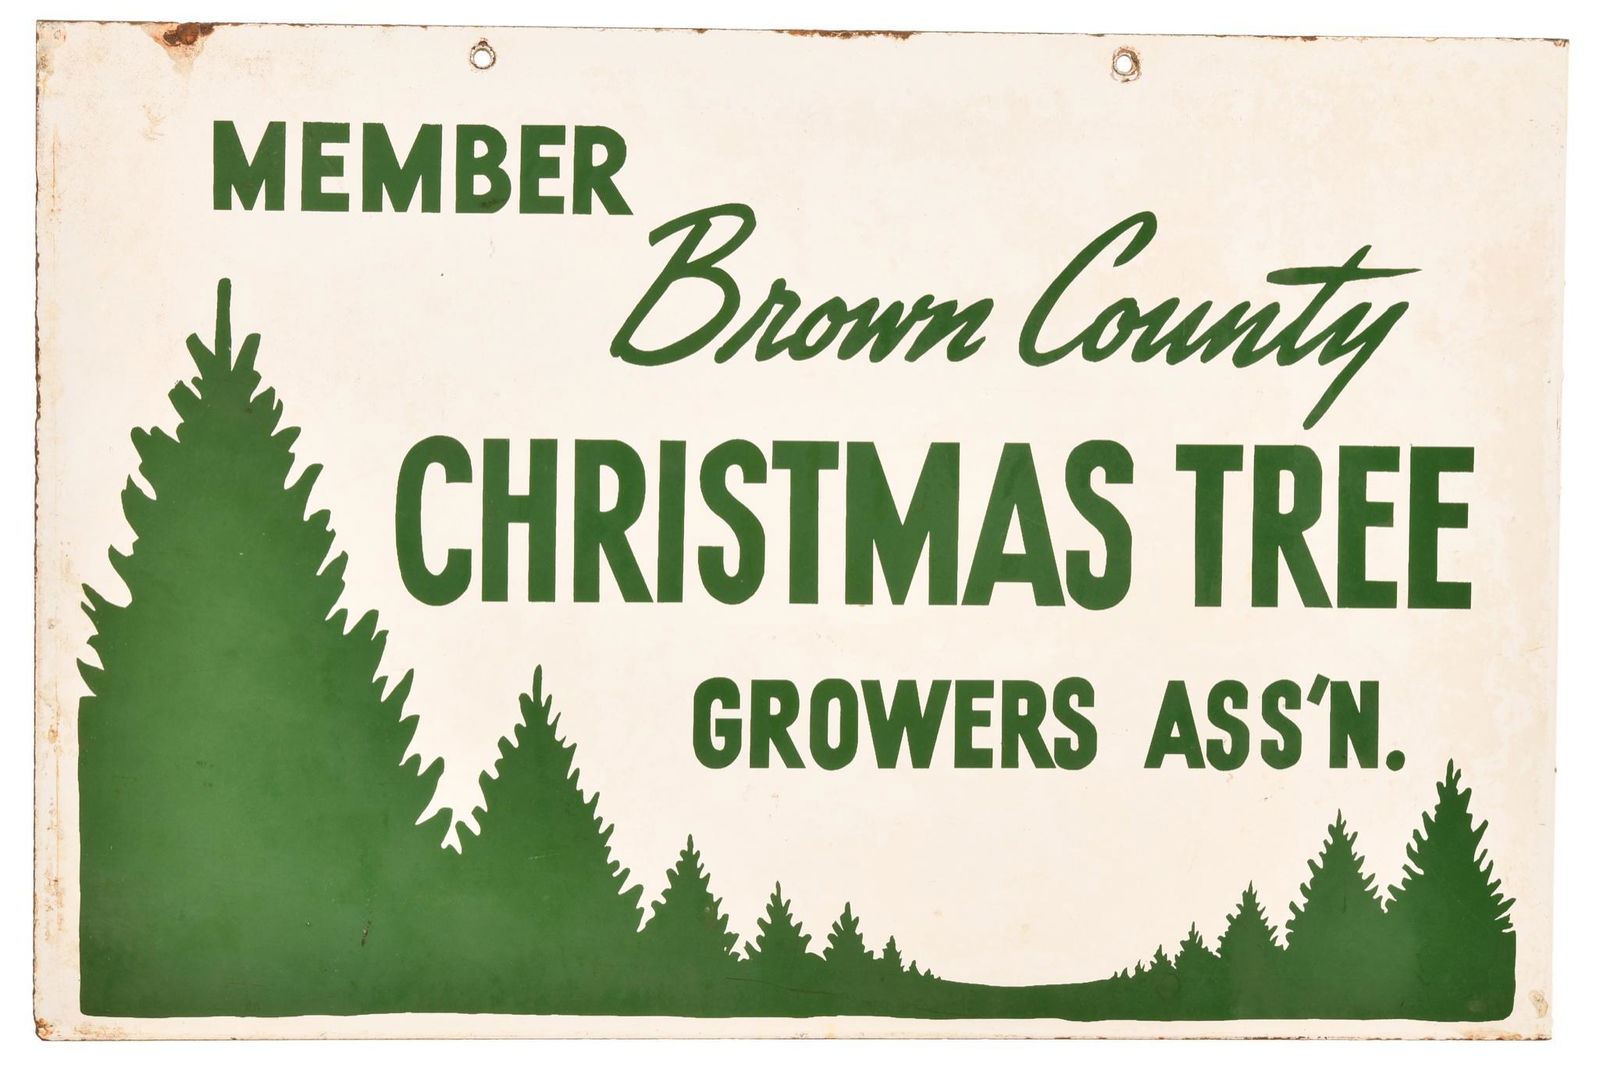 MEMBER
Brown County
CHRISTMAS TREE
GROWERS ASS'N.